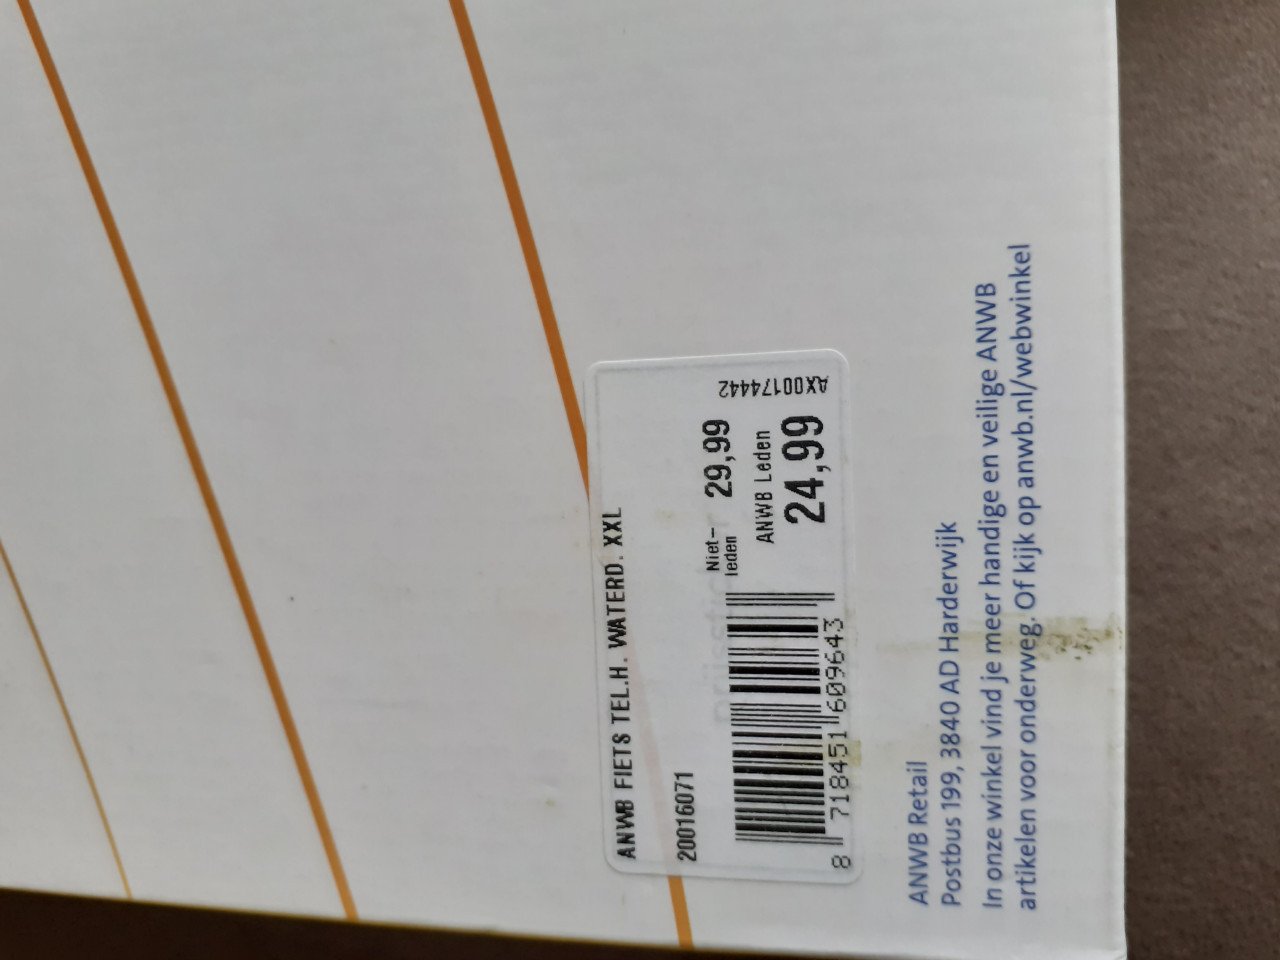 ANWB FIETS TEL.H. WATERD. XXL
20016071
Niet-
leden 29,99
ANWB Leden
24,99
AX00174442
8 718451 609643
ANWB Retail
Postbus 199, 3840 AD Harderwijk
In onze winkel vind je meer handige en veilige ANWB
artikelen voor onderweg. Of kijk op anwb.nl/webwinkel